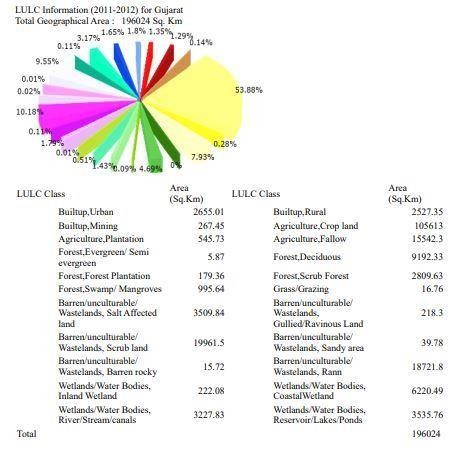 LULC Information (2011-2012) for Gujarat
Total Geographical Area : 196024 Sq. Km
1.65% 1.8% 1.35% 1.29%
3.17%
0.11%
0.14%
9.55%
0.01%
0.02%
53.88%
10.18%
0.11%
1.79%
0.28%
0.01%
7.93%
0.51%
1.43% 0.09% 4.69% 0%
LULC Class Area (Sq.Km) LULC Class Area (Sq.Km)
Builtup,Urban 2655.01 Builtup,Rural 2527.35
Builtup,Mining 267.45 Agriculture,Crop land 105613
Agriculture,Plantation 545.73 Agriculture,Fallow 15542.3
Forest,Evergreen/ Semi
evergreen 5.87 Forest,Deciduous 9192.33
Forest,Forest Plantation 179.36 Forest,Scrub Forest 2809.63
Forest,Swamp/ Mangroves 995.64 Grass/Grazing 16.76
Barren/unculturable/ Barren/unculturable/
Wastelands, Salt Affected 3509.84 Wastelands, 218.3
land Gullied/Ravinous Land
Barren/unculturable/ Barren/unculturable/
Wastelands, Scrub land 19961.5 Wastelands, Sandy area 39.78
Barren/unculturable/ Barren/unculturable/
Wastelands, Barren rocky 15.72 Wastelands, Rann 18721.8
Wetlands/Water Bodies, Wetlands/Water Bodies,
Inland Wetland 222.08 CoastalWetland 6220.49
Wetlands/Water Bodies, Wetlands/Water Bodies,
River/Stream/canals 3227.83 Reservoir/Lakes/Ponds 3535.76
Total 196024